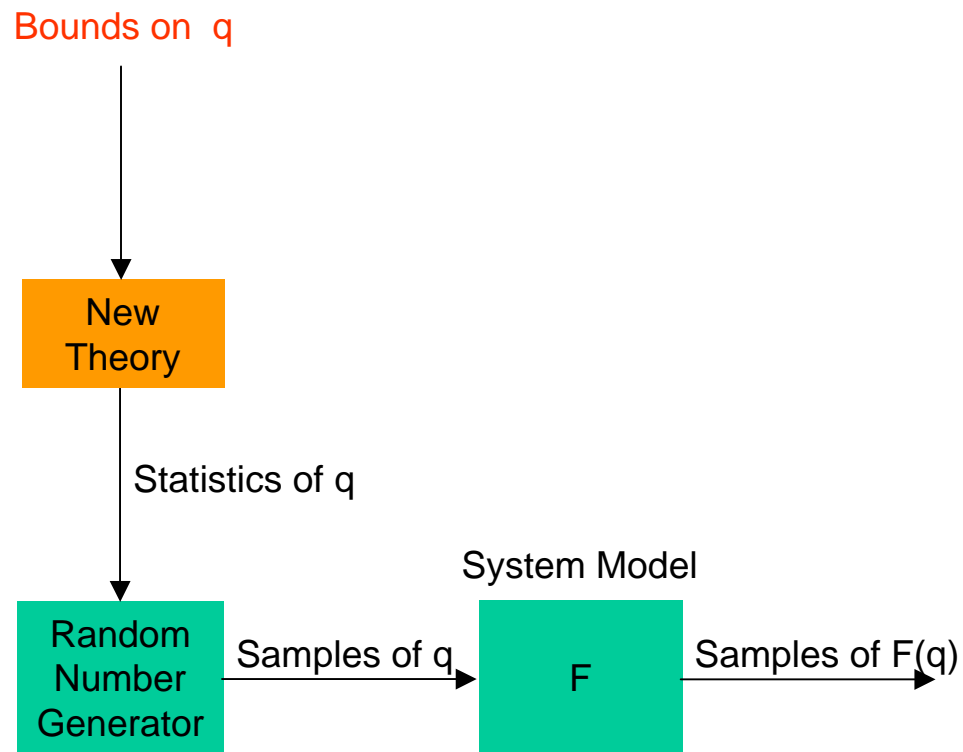 Bounds on q
New
Theory
Statistics of q
System Model
Random
Number
Generator
Samples of q
F
Samples of F(q)